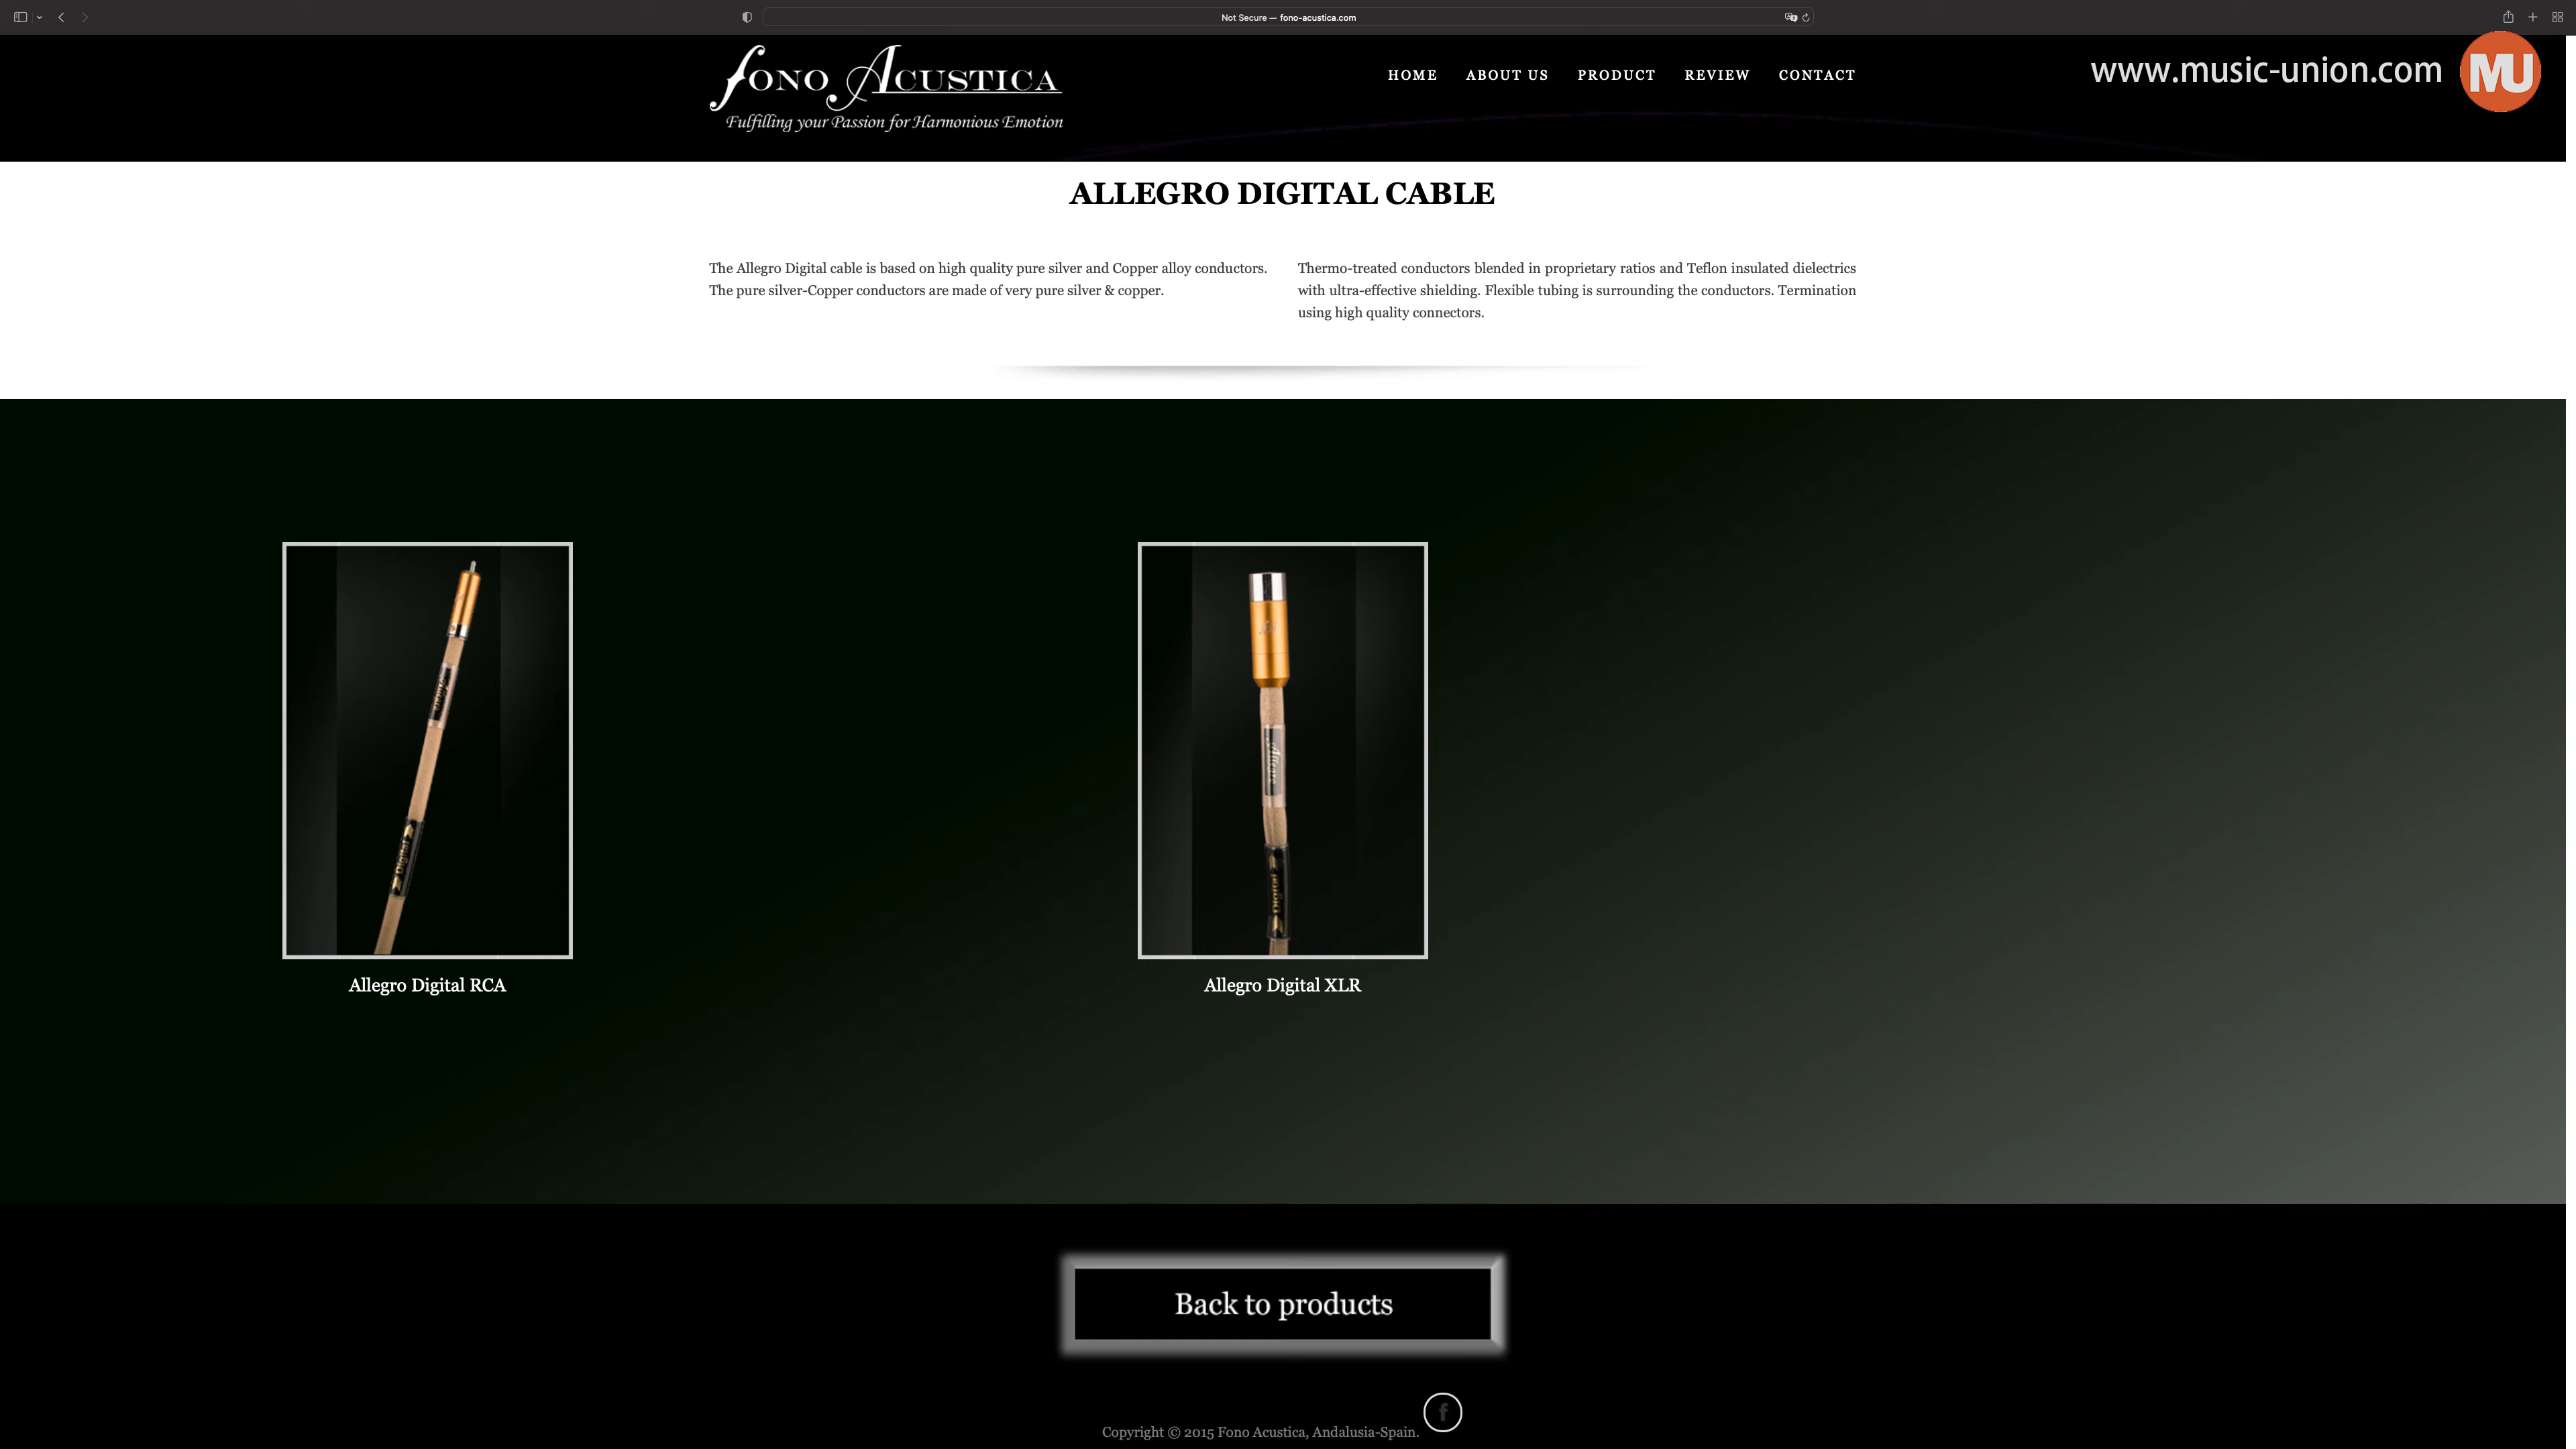 Not Secure — fono-acustica.com
fono Acustica
Fulfilling your Passion for Harmonious Emotion
HOME ABOUT US PRODUCT REVIEW CONTACT
www.music-union.com
MU
ALLEGRO DIGITAL CABLE
The Allegro Digital cable is based on high quality pure silver and Copper alloy conductors.
The pure silver-Copper conductors are made of very pure silver & copper.
Thermo-treated conductors blended in proprietary ratios and Teflon insulated dielectrics
with ultra-effective shielding. Flexible tubing is surrounding the conductors. Termination
using high quality connectors.
Digital
Allegro
Digital
Allegro Digital RCA
Allegro Digital XLR
Back to products
f
Copyright © 2015 Fono Acustica, Andalusia-Spain.